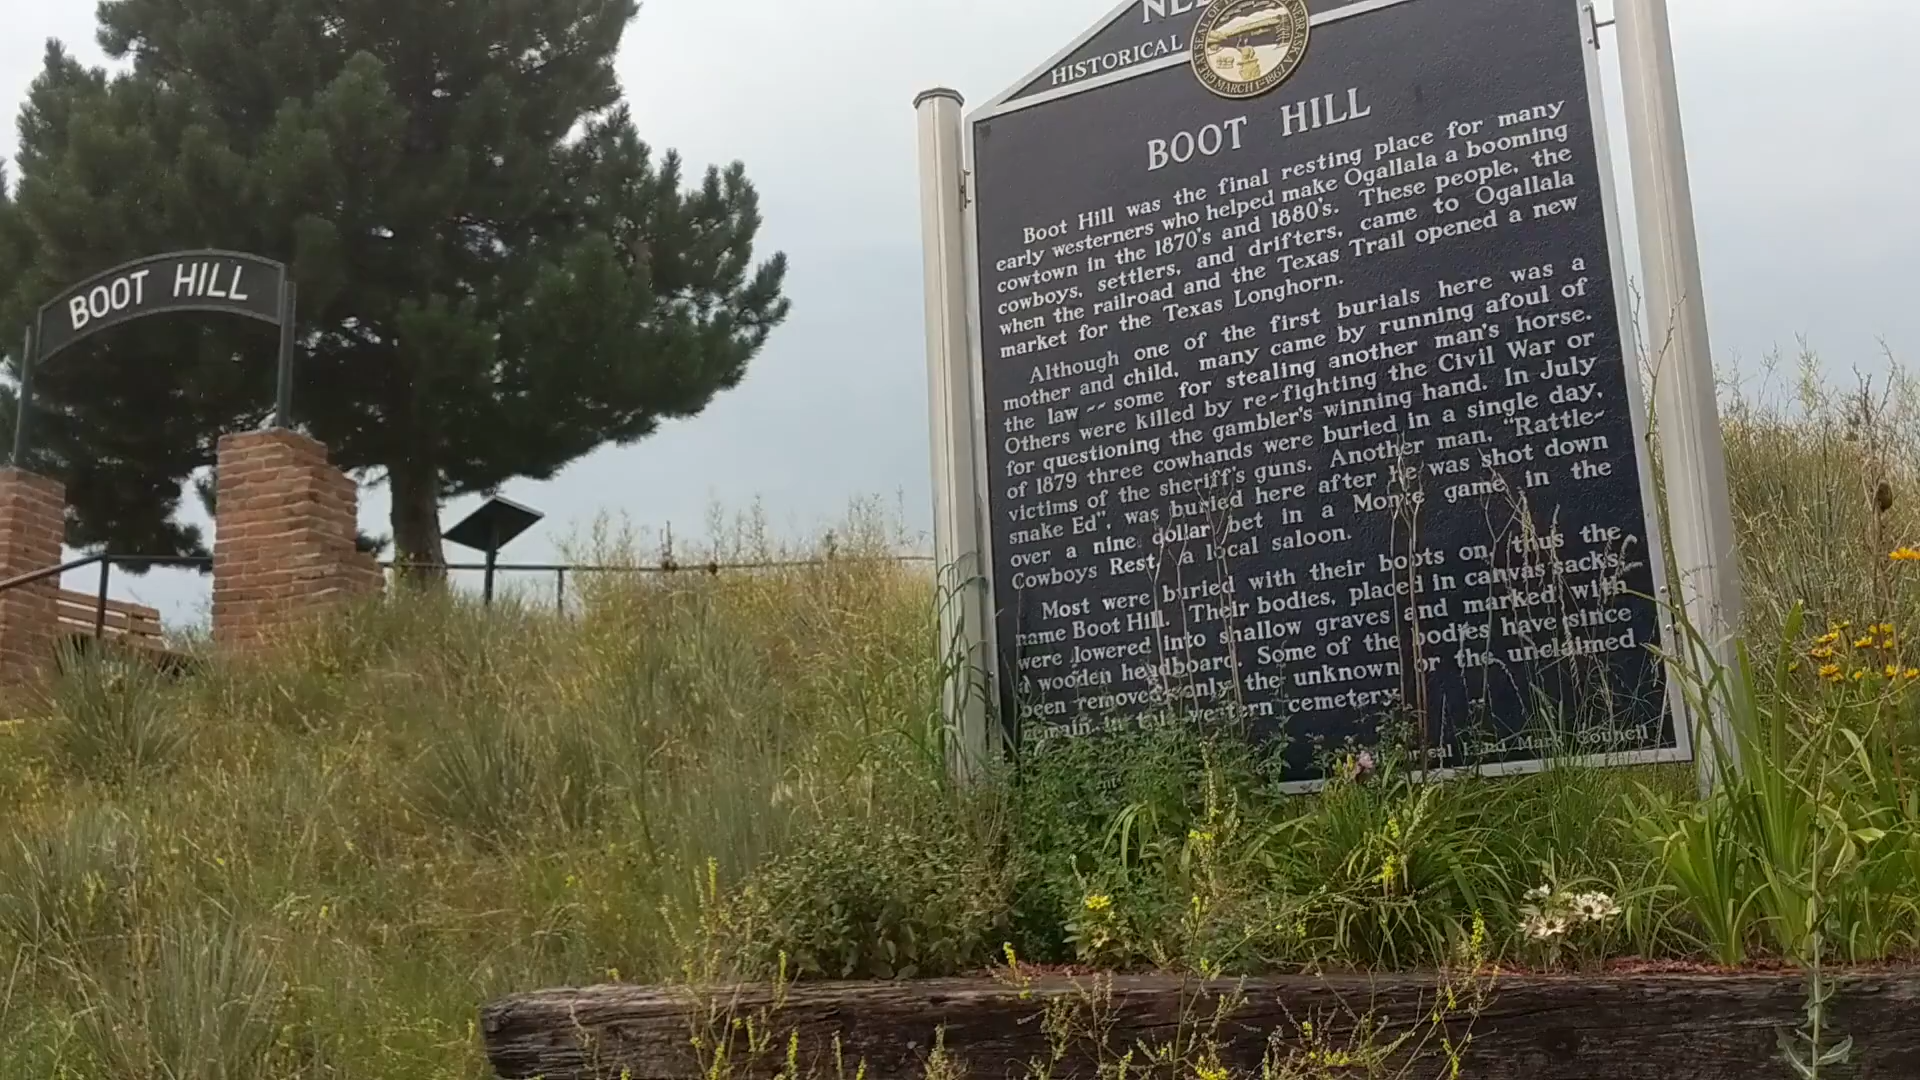 BOOT HILL
HISTORICAL
GREAT SEAL OF
MARCH 1ST 1867
BOOT HILL
Boot Hill was the final resting place for many
early westerners who helped make Ogallala a booming
cowtown in the 1870's and 1880's. These people, the
cowboys, settlers, and drifters, came to Ogallala
when the railroad and the Texas Trail opened a new
market for the Texas Longhorn.
Although one of the first burials here was a
mother and child, many came by running afoul of
the law -- some for stealing another man's horse.
Others were killed by re-fighting the Civil War or
for questioning the gambler's winning hand. In July
of 1879 three cowhands were buried in a single day,
victims of the sheriff's guns. Another man, "Rattle-
snake Ed", was buried here after he was shot down
over a nine dollar bet in a Monte game in the
Cowboys Rest, a local saloon.
Most were buried with their boots on, thus the
name Boot Hill. Their bodies, placed in canvas sacks,
were lowered into shallow graves and marked with
a wooden headboard. Some of the bodies have since
been removed, only the unknown or the unclaimed
remain in this western cemetery.
Land Mark Council